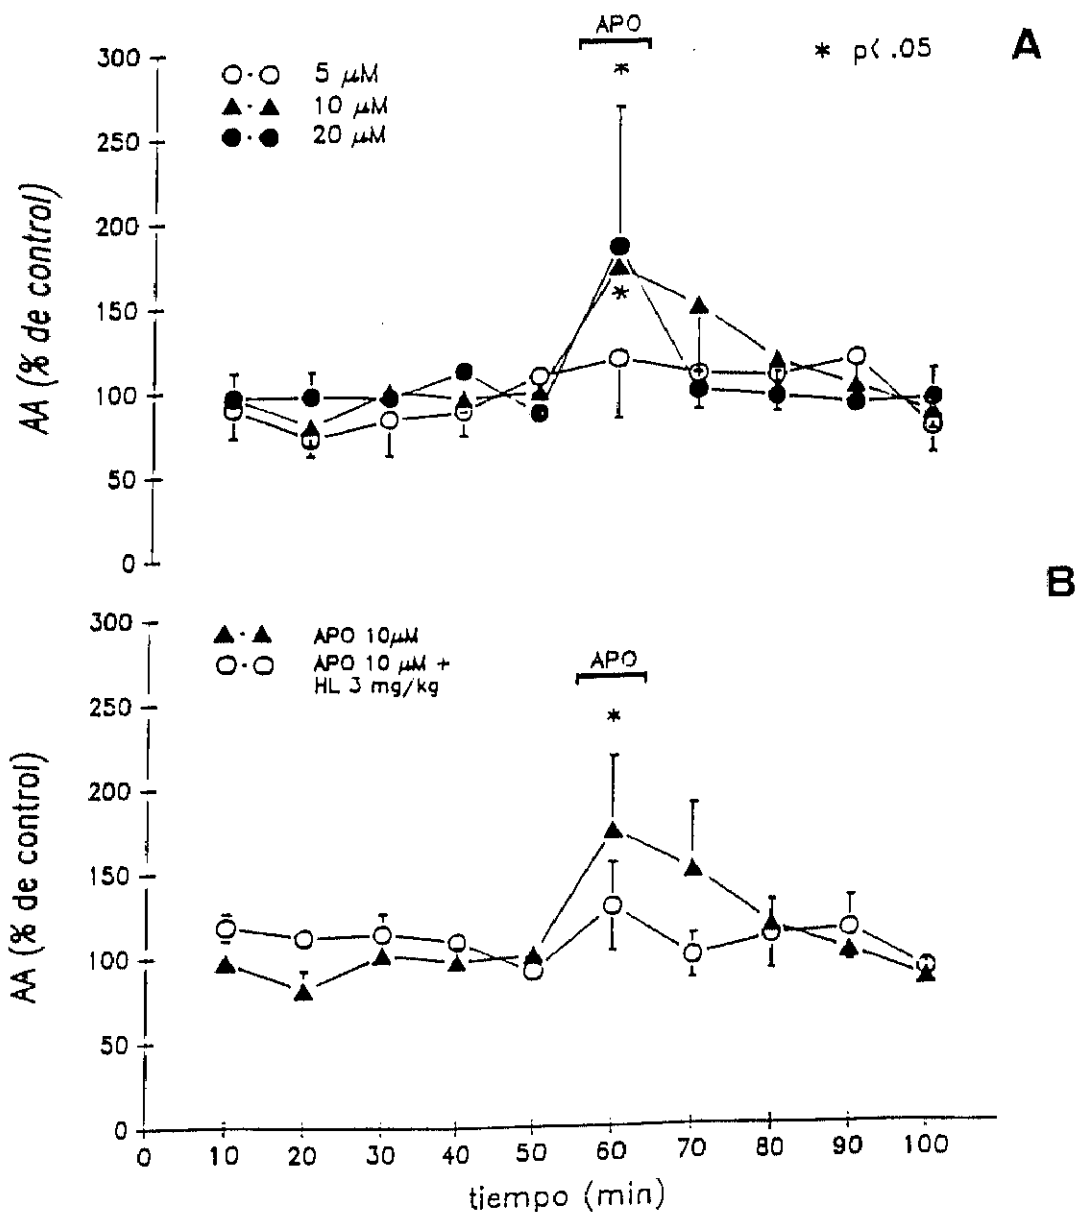 APO
* p< .05
A
300
5 μM
10 μM
20 μM
250
200
150
100
50
0
AA (% de control)
B
300
APO 10μM
APO 10 μM +
HL 3 mg/kg
APO
*
*
*
250
200
150
100
50
0
AA (% de control)
0 10 20 30 40 50 60 70 80 90 100
tiempo (min)